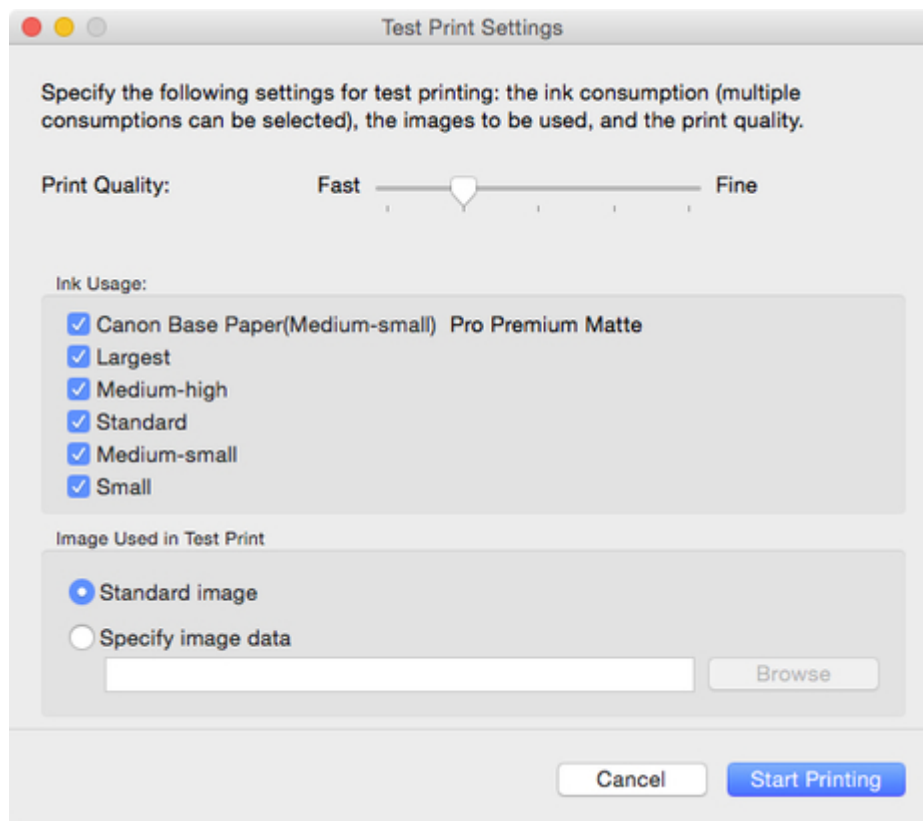 Test Print Settings
Specify the following settings for test printing: the ink consumption (multiple
consumptions can be selected), the images to be used, and the print quality.
Print Quality: Fast Fine
Ink Usage:
Canon Base Paper(Medium-small) Pro Premium Matte
Largest
Medium-high
Standard
Medium-small
Small
Image Used in Test Print
Standard image
Specify image data
Browse
Cancel Start Printing